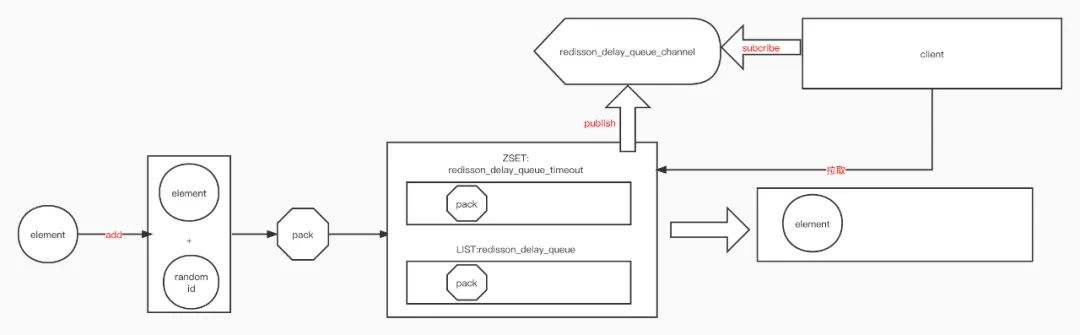 redisson_delay_queue_channel
subcribe
client
publish
ZSET:
redisson_delay_queue_timeout
拉取
element
pack
element
element
add
+
pack
LIST:redisson_delay_queue
random
id
pack